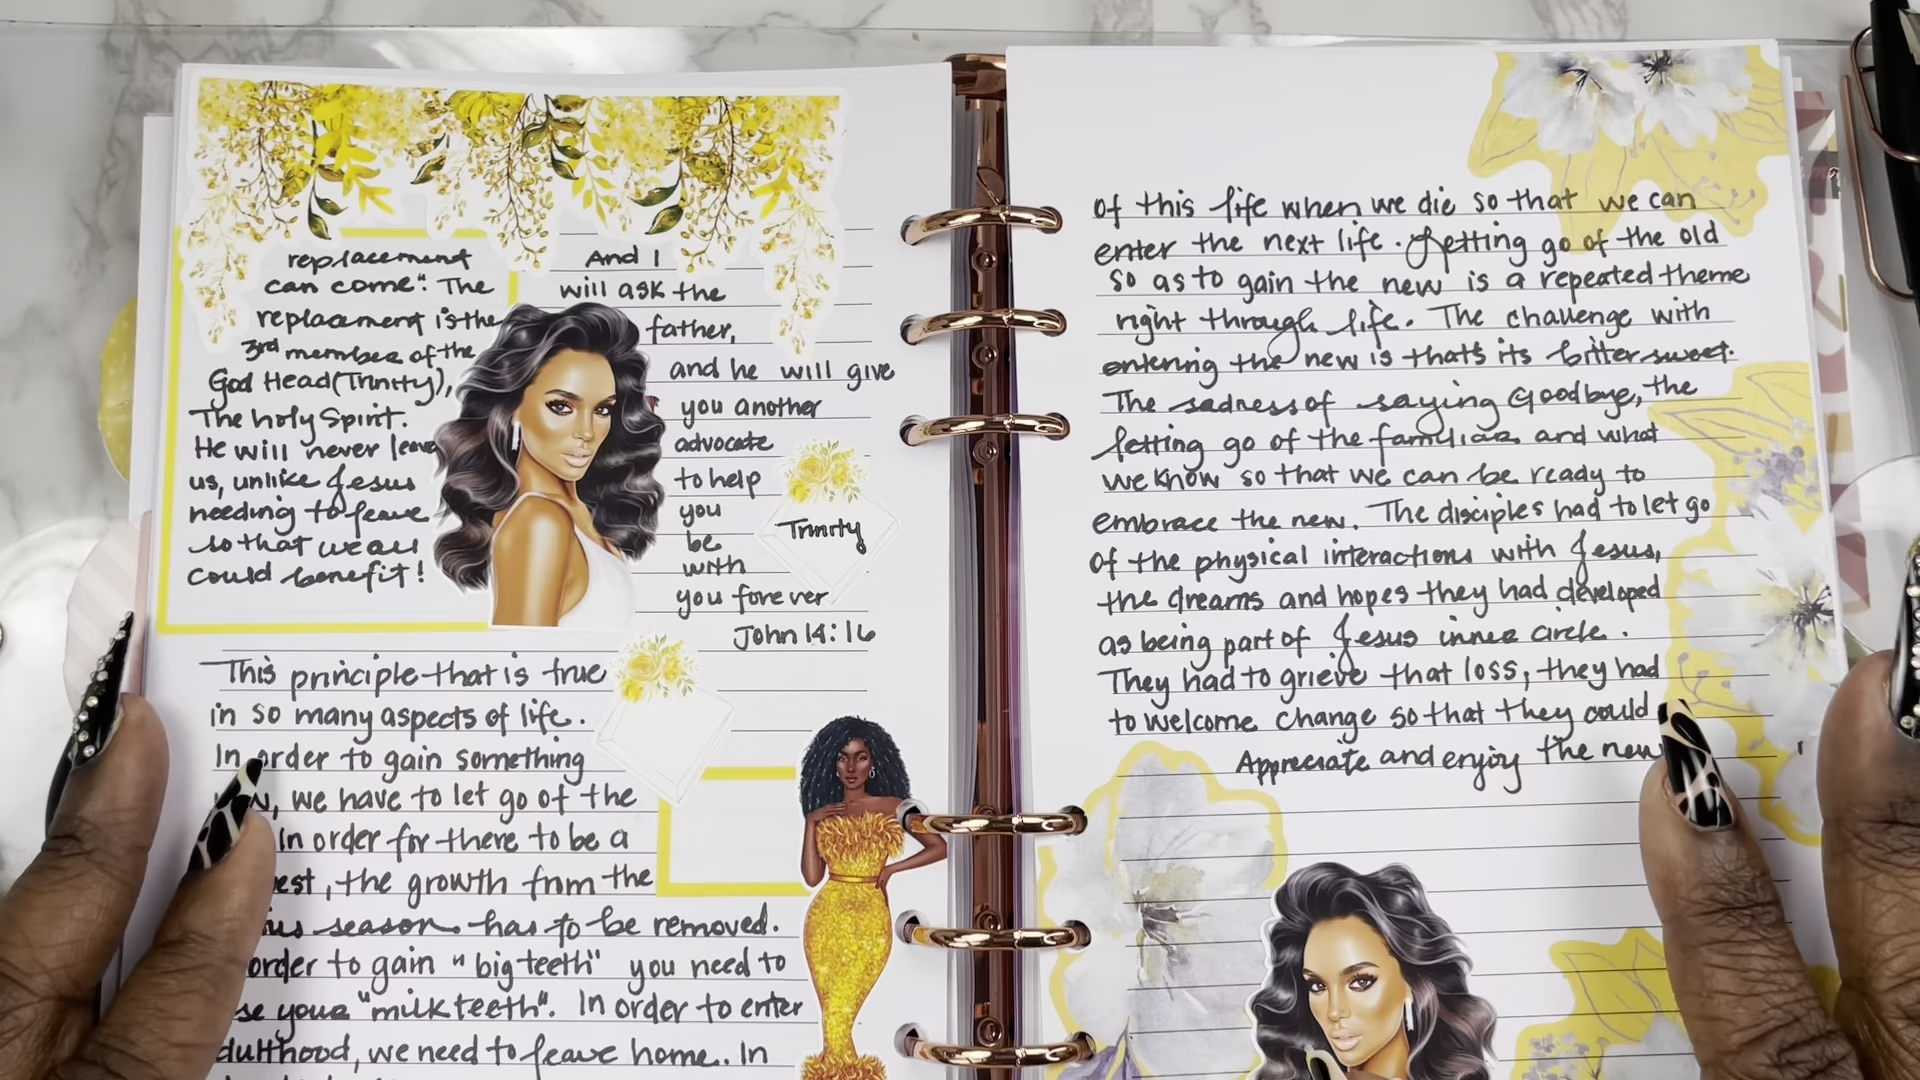 replacement
can come". The
replacement is the
3rd member of the
God Head (Trinity),
The holy Spirit.
He will never leave
us, unlike Jesus
needing to leave
so that we all
could benefit!
And I
will ask the
father,
and he will give
you another
advocate
to help
you
be
with
you forever
John 14:16
Trinity
This principle that is true
in so many aspects of life.
In order to gain something
we have to let go of the
In order for there to be a
the growth from the
season has to be removed.
order to gain "big teeth" you need to
your "milk teeth". In order to enter
we need to leave home.. In
of this life when we die so that we can
enter the next life. Letting go of the old
so as to gain the new is a repeated theme
right through life. The challenge with
entering the new is that's its bitter sweet.
The sadness of saying Goodbye, the
letting go of the familiar and what
we know so that we can be ready to
embrace the new. The disciples had to let go
of the physical interactions with Jesus,
the dreams and hopes they had developed
as being part of Jesus inner circle.
They had to grieve that loss, they had
to welcome change so that they could
Appreciate and enjoy the new